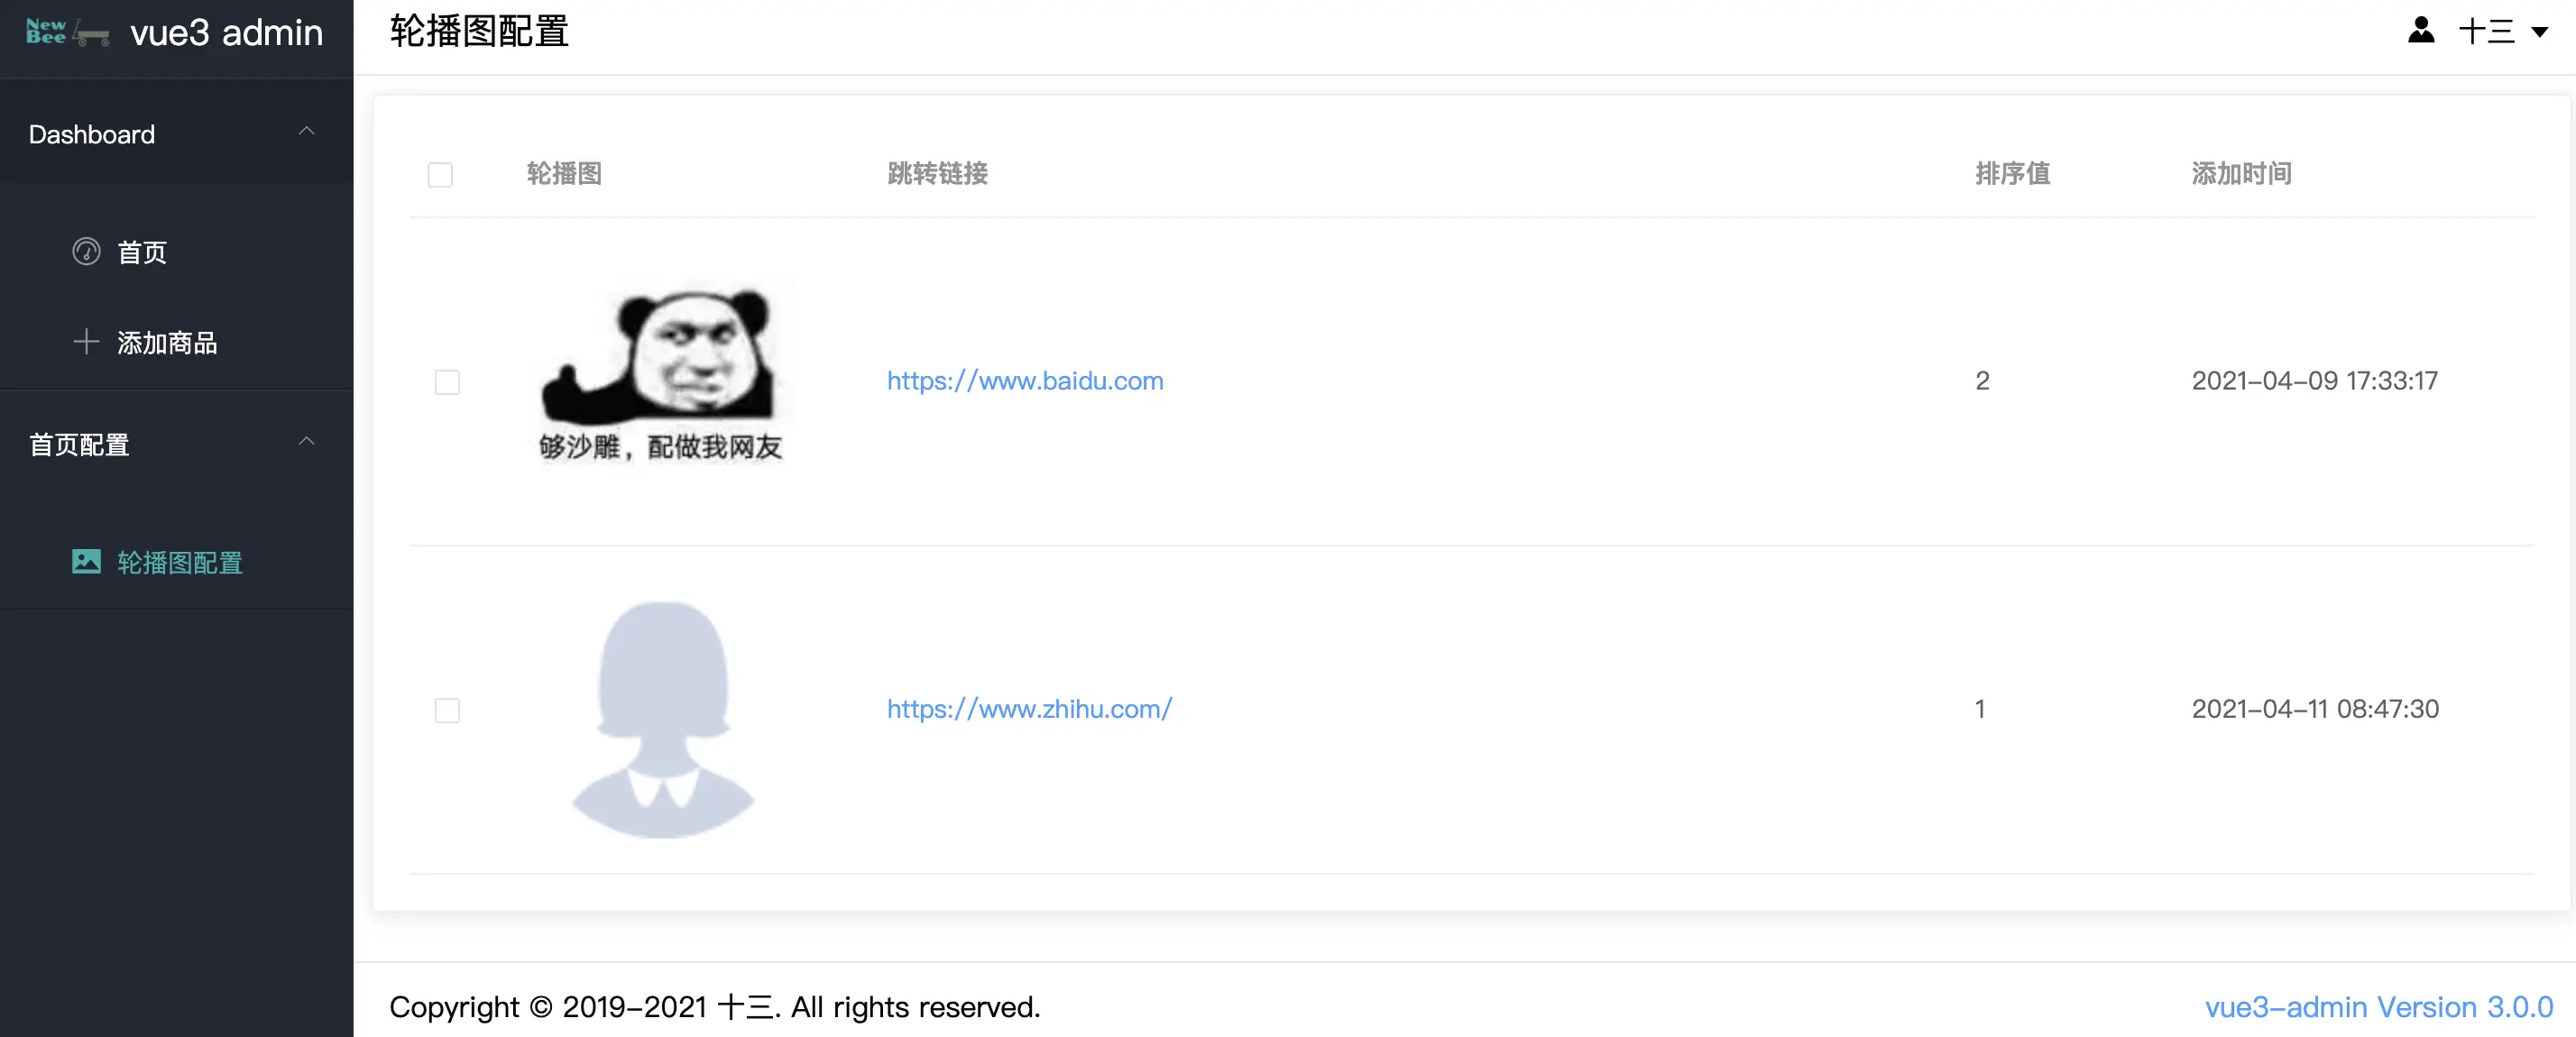 New
Bee
vue3 admin
轮播图配置
十三
Dashboard
首页
添加商品
首页配置
轮播图配置
轮播图 跳转链接 排序值 添加时间
够沙雕，配做我网友
https://www.baidu.com 2 2021-04-09 17:33:17
https://www.zhihu.com/ 1 2021-04-11 08:47:30
Copyright © 2019-2021 十三. All rights reserved.
vue3-admin Version 3.0.0